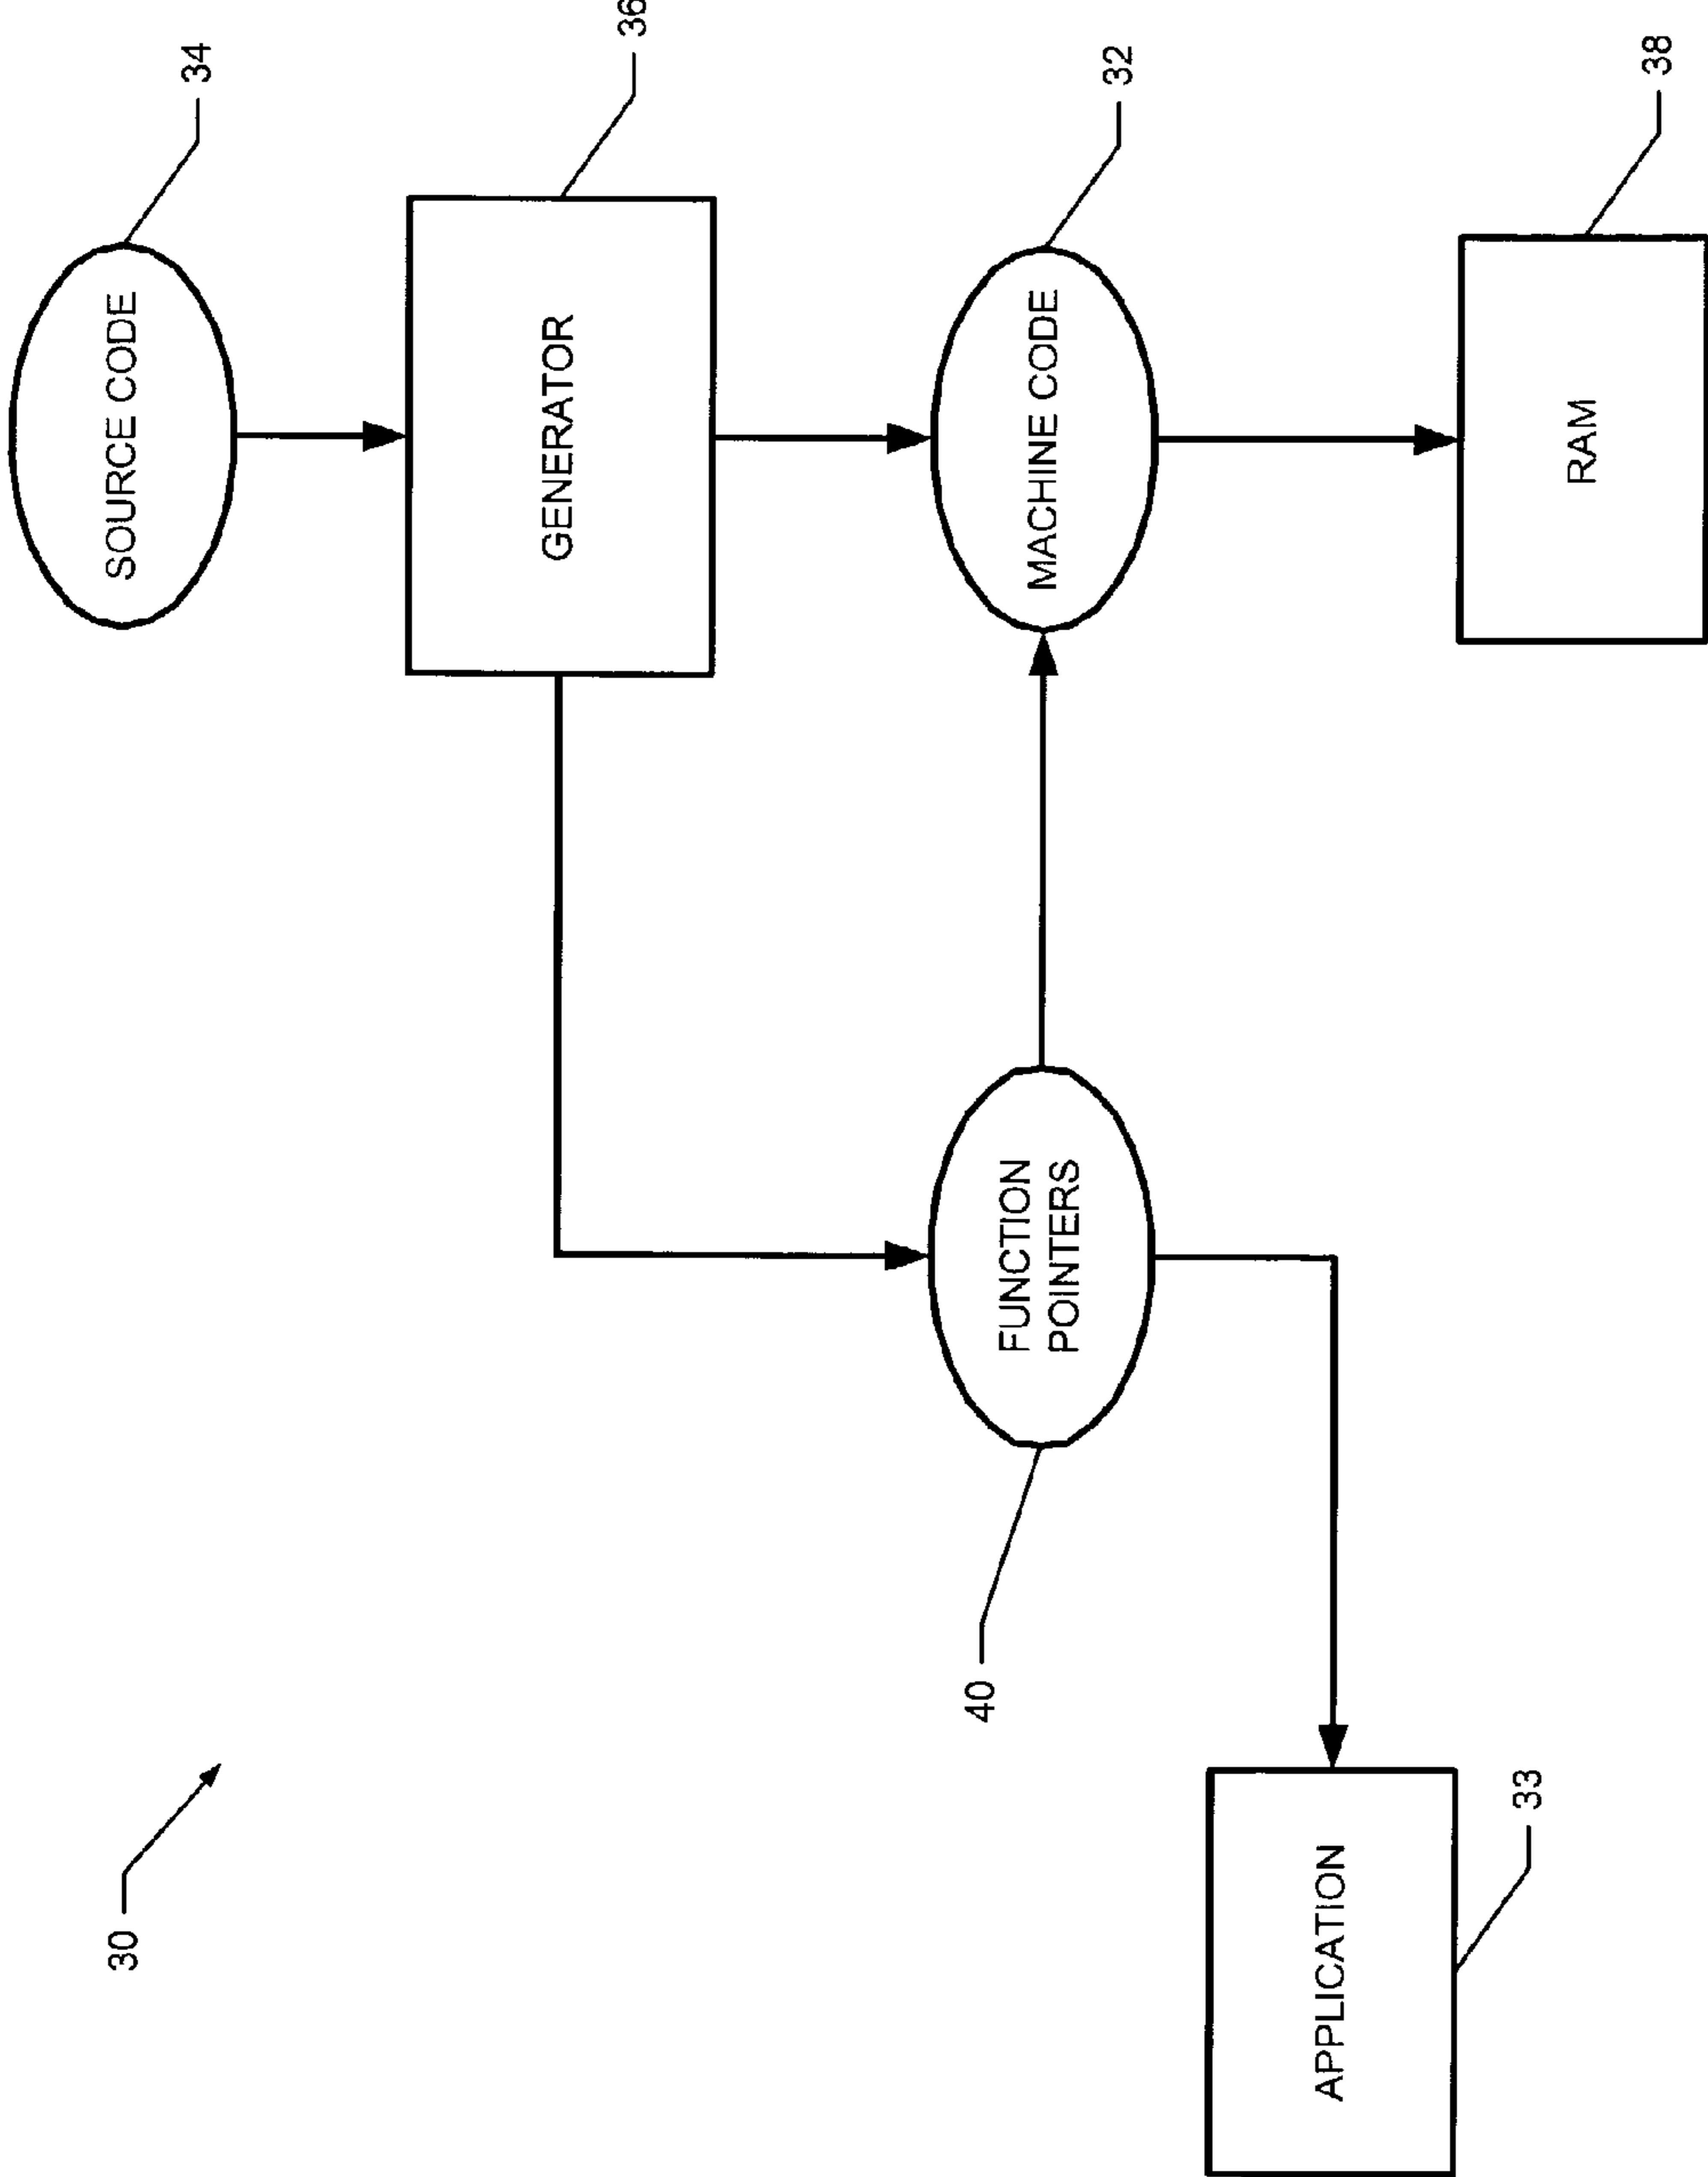 34
SOURCE CODE
36
GENERATOR
32
MACHINE CODE
38
RAM
FUNCTION
POINTERS
40
30
33
APPLICATION